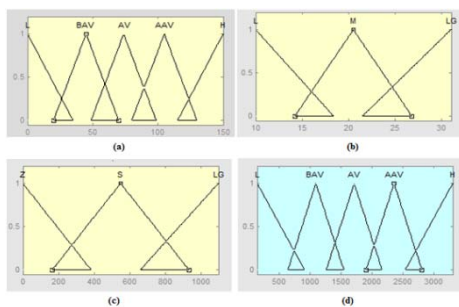 L BAV AV AAV H
1
0.5
0
0 50 100 150
(a)
L M LG
1
0.5
0
10 15 20 25 30
(b)
Z S LG
1
0.5
0
0 200 400 600 800 1000
(c)
L BAV AV AAV H
1
0.5
0
500 1000 1500 2000 2500 3000
(d)